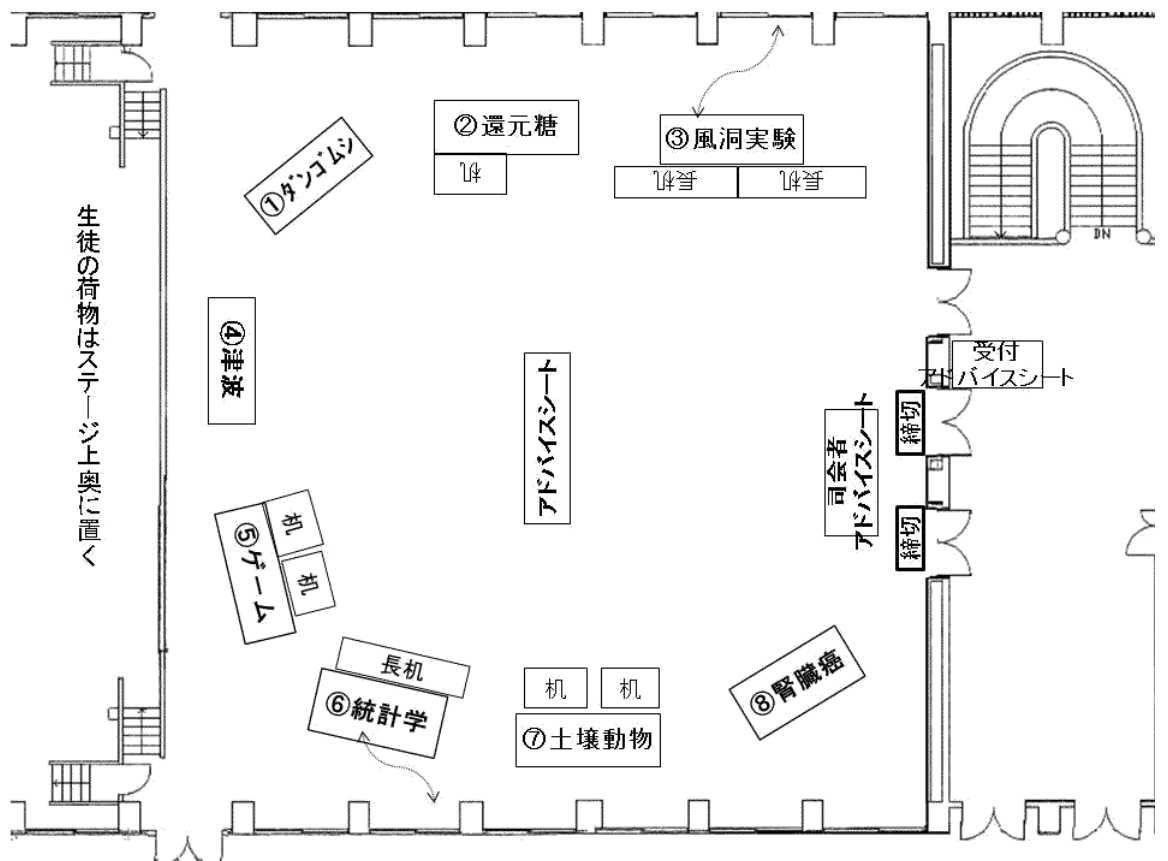 ②還元糖
机
③風洞実験
長机
長机
①ダンゴムシ
DN
生徒の荷物はステージ上奥に置く
④津波
アドバイスシート
受付
アドバイスシート
司会者
アドバイスシート
締切
締切
⑤ゲーム
机
机
長机
⑥統計学
机
机
⑦土壌動物
⑧腎臓癌